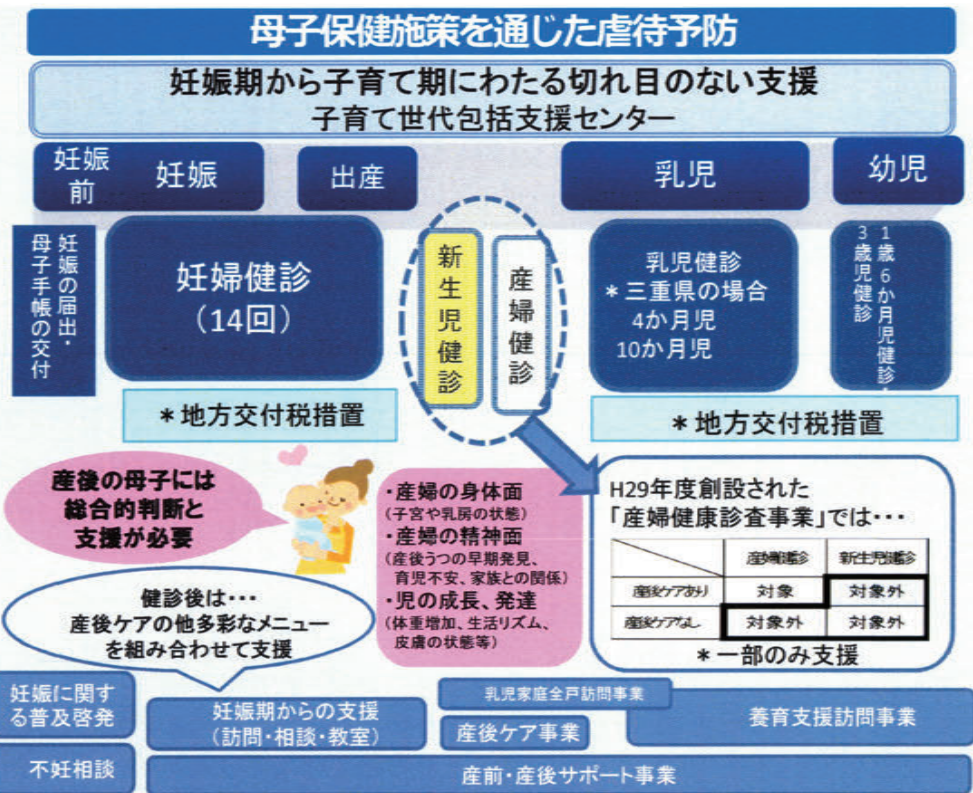 母子保健施策を通じた虐待予防
妊娠期から子育て期にわたる切れ目のない支援
子育て世代包括支援センター
妊娠
前
妊娠
出産
乳児
幼児
妊娠の届出・
母子手帳の交付
妊婦健診
(14回)
新生児健診
産婦健診
乳児健診
*三重県の場合
4か月児
10か月児
1歳6か月児健診・
3歳児健診
*地方交付税措置
*地方交付税措置
産後の母子には
総合的判断と
支援が必要
・産婦の身体面
(子宮や乳房の状態)
・産婦の精神面
(産後うつの早期発見、
育児不安、家族との関係)
・児の成長、発達
(体重増加、生活リズム、
皮膚の状態等)
H29年度創設された
「産婦健康診査事業」では・・・
産婦健診 新生児健診
産後ケアあり 対象 対象外
産後ケアなし 対象外 対象外
*一部のみ支援
健診後は・・・
産後ケアの他多彩なメニュー
を組み合わせて支援
妊娠に関す
る普及啓発
妊娠期からの支援
(訪問・相談・教室)
乳児家庭全戸訪問事業
産後ケア事業
養育支援訪問事業
不妊相談
産前・産後サポート事業